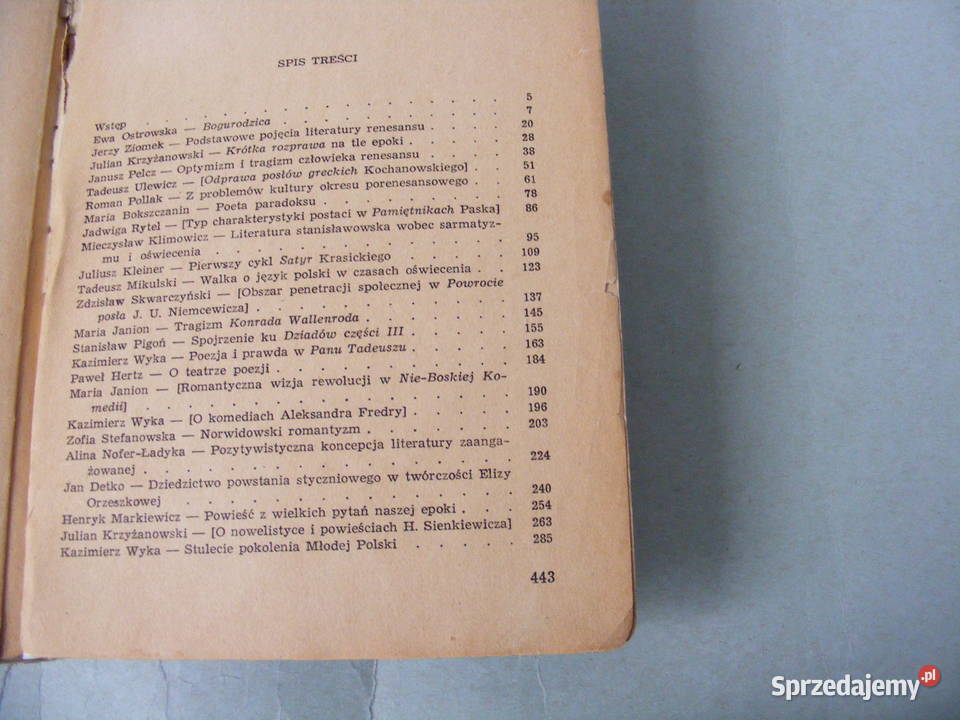 SPIS TREŚCI
Wstęp . . . . . . . . . . . . . . . . 5
Ewa Ostrowska — Bogurodzica . . . . . . . . . . 7
Jerzy Ziomek — Podstawowe pojęcia literatury renesansu . . . . 20
Julian Krzyżanowski — Krótka rozprawa na tle epoki . . . . 28
Janusz Pelcz — Optymizm i tragizm człowieka renesansu . . . . 38
Tadeusz Ulewicz — [Odprawa posłów greckich Kochanowskiego] . . 51
Roman Pollak — Z problemów kultury okresu porenesansowego . . 61
Maria Bokszczanin — Poeta paradoksu . . . . . . . . 78
Jadwiga Rytel — [Typ charakterystyki postaci w Pamiętnikach Paska] 86
Mieczysław Klimowicz — Literatura stanisławowska wobec sarmatyz-
mu i oświecenia . . . . . . . . . . . . 95
Juliusz Kleiner — Pierwszy cykl Satyr Krasickiego . . . . . 109
Tadeusz Mikulski — Walka o język polski w czasach oświecenia . . 123
Zdzisław Skwarczyński — [Obszar penetracji społecznej w Powrocie
posła J. U. Niemcewicza] . . . . . . . . . . 137
Maria Janion — Tragizm Konrada Wallenroda . . . . . . 145
Stanisław Pigoń — Spojrzenie ku Dziadów części III . . . . . 155
Kazimierz Wyka — Poezja i prawda w Panu Tadeuszu . . . . . 163
Paweł Hertz — O teatrze poezji . . . . . . . . . . 184
Maria Janion — [Romantyczna wizja rewolucji w Nie-Boskiej Ko-
medii] . . . . . . . . . . . . . . . 190
Kazimierz Wyka — [O komediach Aleksandra Fredry] . . . . . 196
Zofia Stefanowska — Norwidowski romantyzm . . . . . . . 203
Alina Nofer-Ładyka — Pozytywistyczna koncepcja literatury zaanga-
żowanej . . . . . . . . . . . . . . . 224
Jan Detko — Dziedzictwo powstania styczniowego w twórczości Elizy
Orzeszkowej . . . . . . . . . . . . . 240
Henryk Markiewicz — Powieść z wielkich pytań naszej epoki . . . 254
Julian Krzyżanowski — [O nowelistyce i powieściach H. Sienkiewicza] 263
Kazimierz Wyka — Stulecie pokolenia Młodej Polski . . . . . 285
443
Sprzedajemy.pl